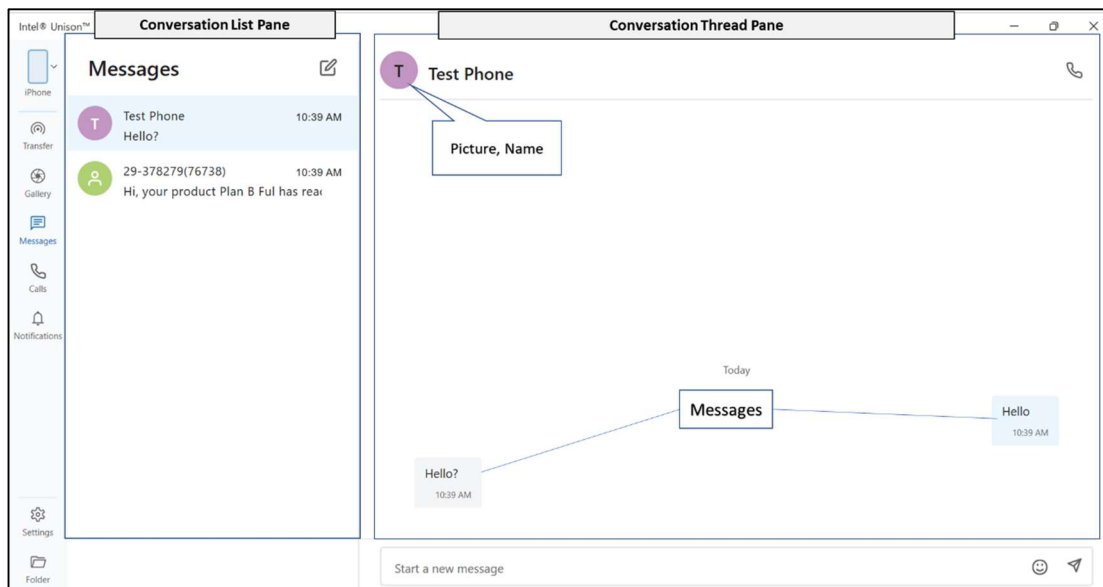 Intel® Unison™
Conversation List Pane
Conversation Thread Pane
iPhone
Transfer
Gallery
Messages
Calls
Notifications
Settings
Folder
Messages
Test Phone 10:39 AM
Hello?
29-378279(76738) 10:39 AM
Hi, your product Plan B Ful has
T
T
Test Phone
Picture, Name
Today
Messages
Hello
10:39 AM
Hello?
10:39 AM
Start a new message